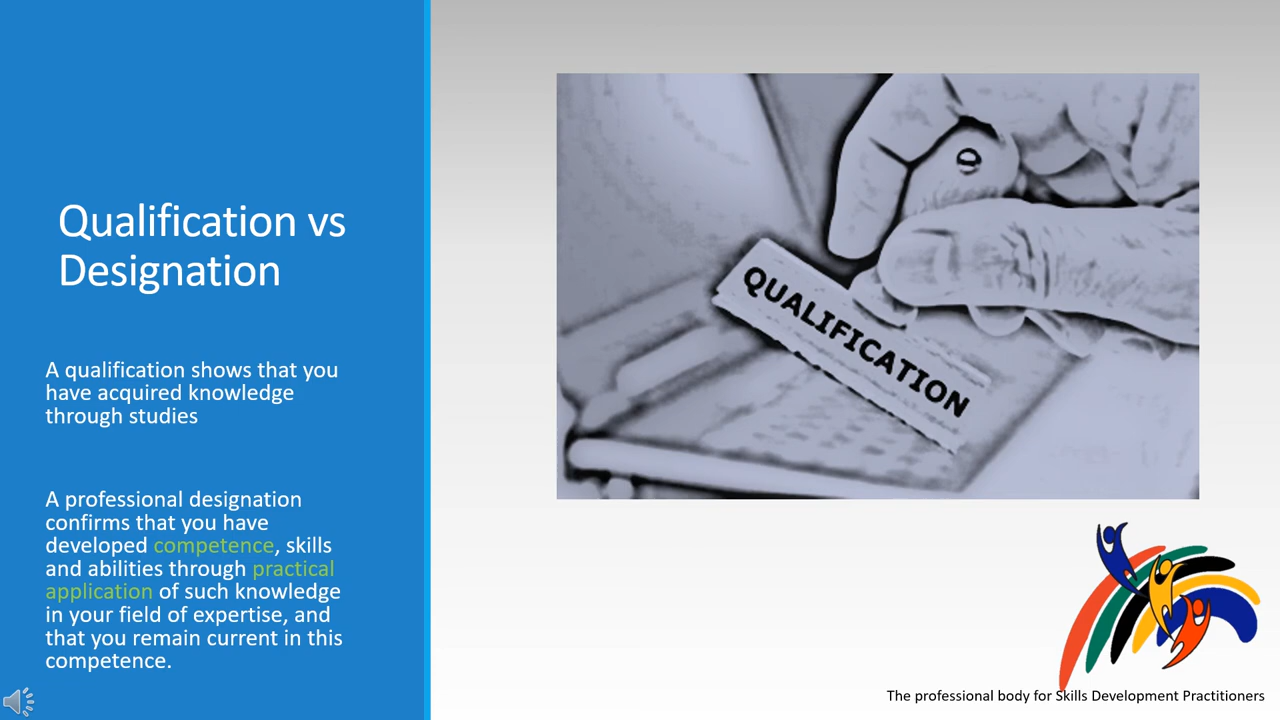 Qualification vs
Designation
A qualification shows that you
have acquired knowledge
through studies
A professional designation
confirms that you have
developed competence, skills
and abilities through practical
application of such knowledge
in your field of expertise, and
that you remain current in this
competence.
QUALIFICATION
The professional body for Skills Development Practitioners